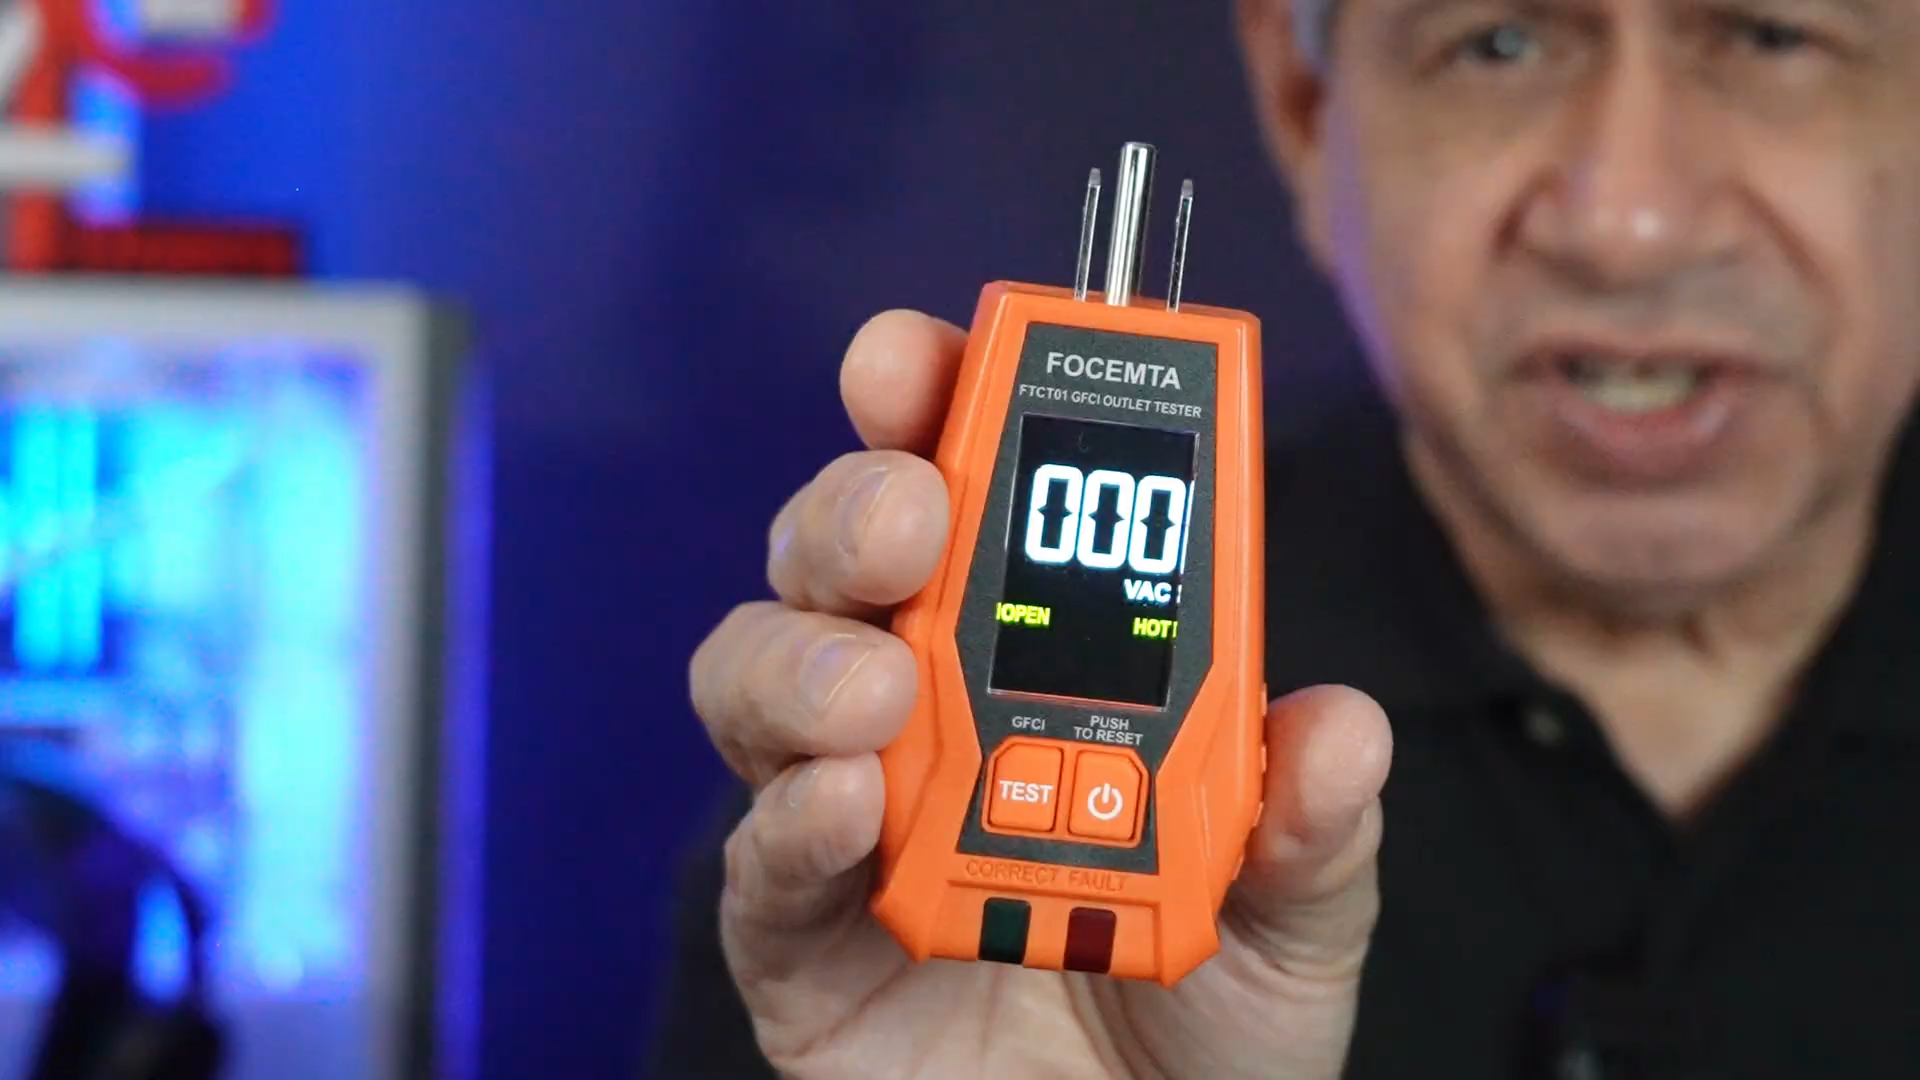 FOCEMTA
FTCT01 GFCI OUTLET TESTER
000
VAC
OPEN HOT
GFCI PUSH TO RESET
TEST
CORRECT FAULT